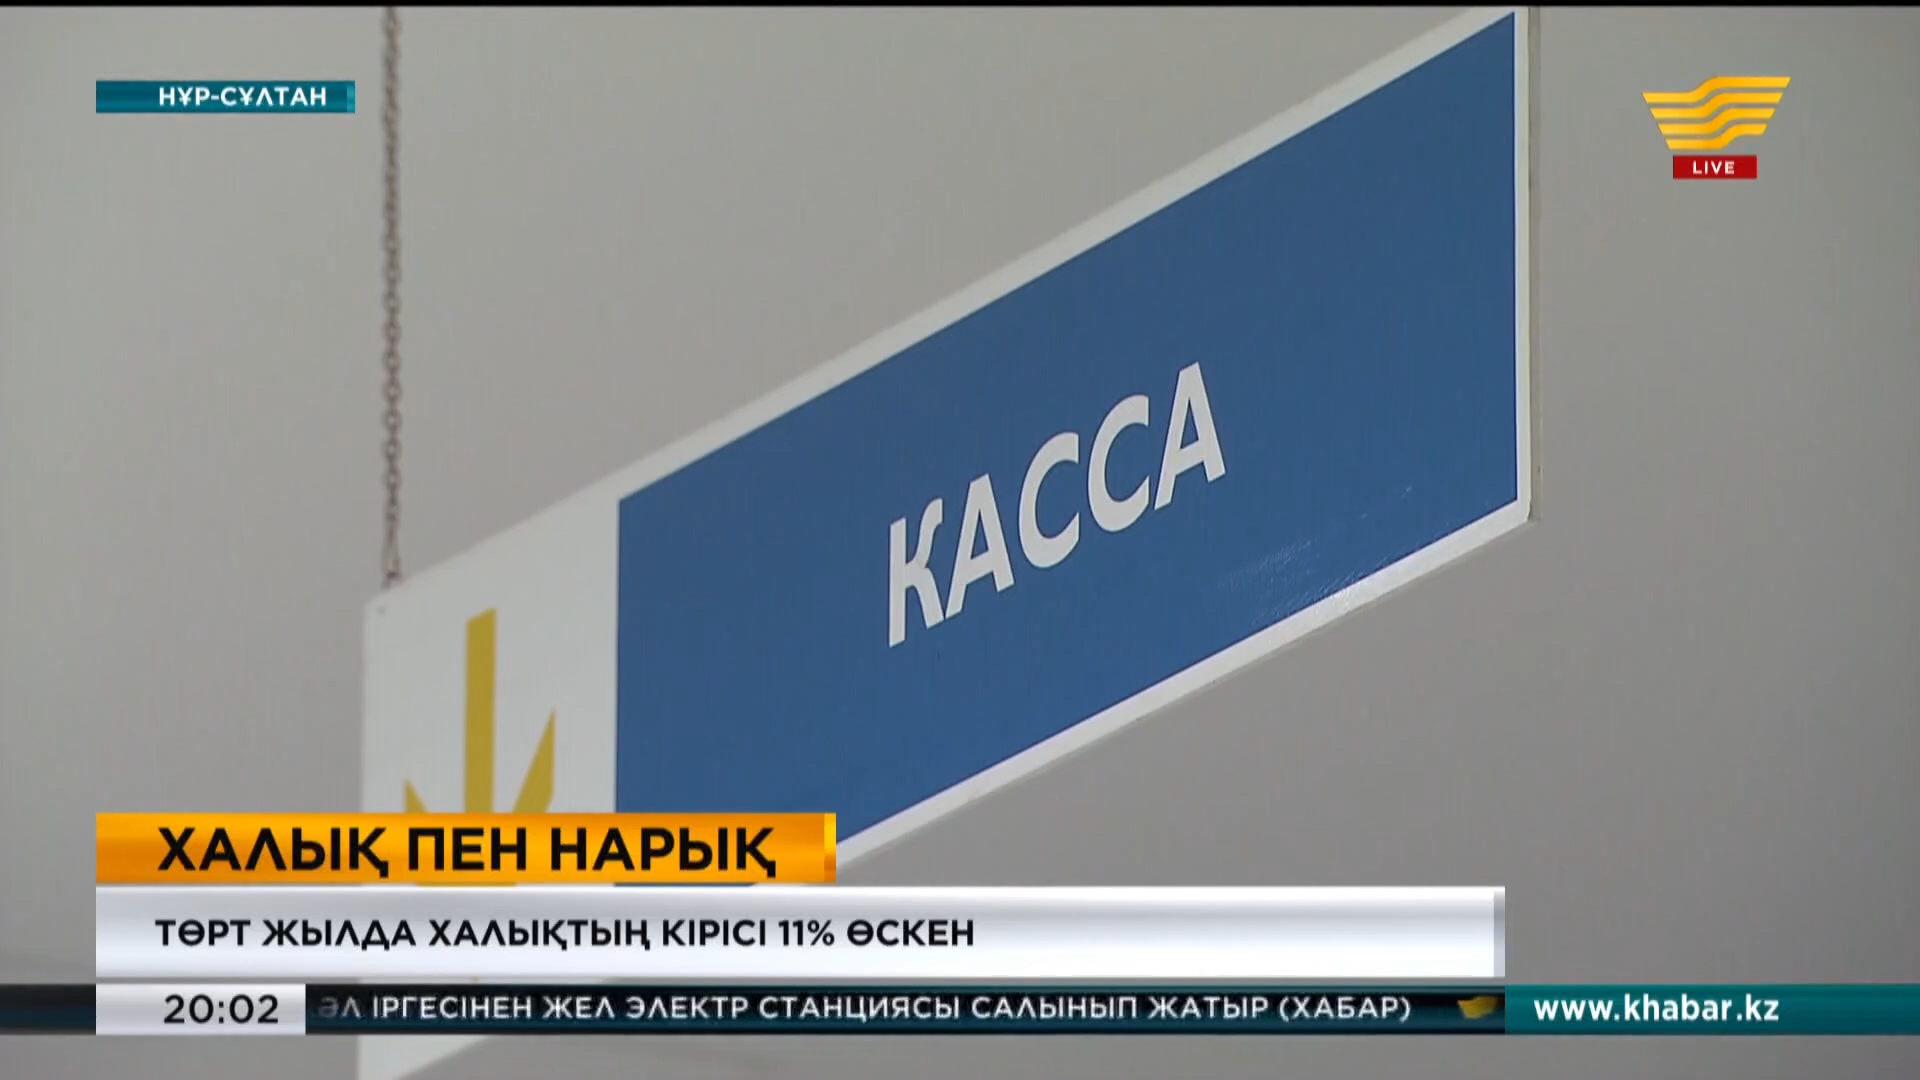 НҰР-СҰЛТАН
LIVE
КАССА
ХАЛЫҚ ПЕН НАРЫҚ
ТӨРТ ЖЫЛДА ХАЛЫҚТЫҢ КІРІСІ 11% ӨСКЕН
20:02
ІРГЕСІНЕН ЖЕЛ ЭЛЕКТР СТАНЦИЯСЫ САЛЫНЫП ЖАТЫР (ХАБАР)
www.khabar.kz